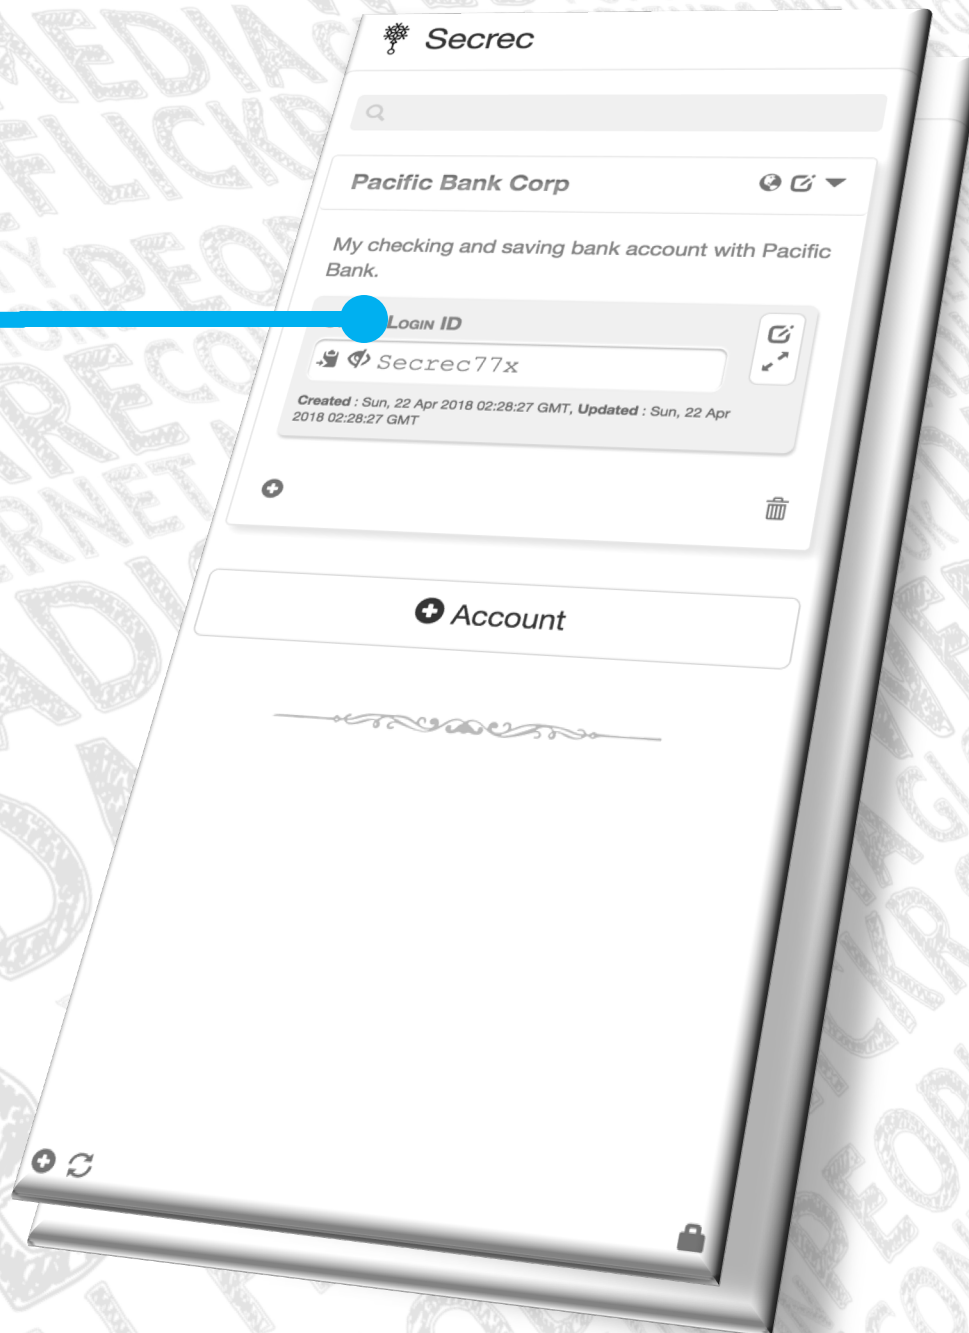 Secrec
Pacific Bank Corp
My checking and saving bank account with Pacific
Bank.
Login ID
Secrec77x
Created : Sun, 22 Apr 2018 02:28:27 GMT, Updated : Sun, 22 Apr
2018 02:28:27 GMT
Account